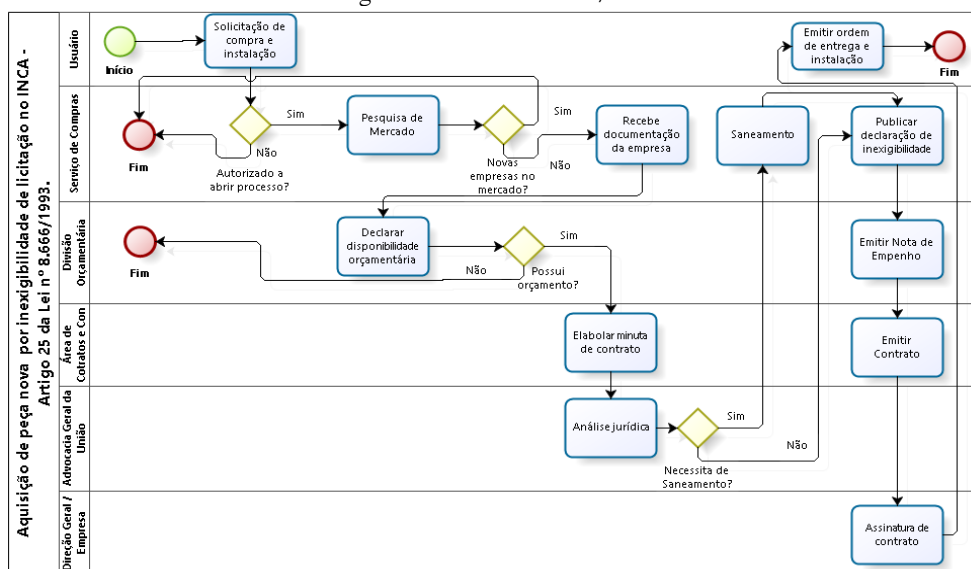 Aquisição de peça nova por inexigibilidade de licitação no INCA -
Artigo 25 da Lei nº 8.666/1993.
Usuário
Início
Solicitação de
compra e
instalação
Emitir ordem
de entrega e
instalação
Fim
Serviço de Compras
Fim
Sim
Não
Autorizado a
abrir processo?
Pesquisa de
Mercado
Sim
Não
Novas
empresas no
mercado?
Recebe
documentação
da empresa
Saneamento
Publicar
declaração de
inexigibilidade
Divisão
Orçamentária
Fim
Declarar
disponibilidade
orçamentária
Sim
Não
Possui
orçamento?
Emitir Nota de
Empenho
Área de
Cotratos e Con
Elabolar minuta
de contrato
Emitir
Contrato
Advocacia Geral da
União
Análise jurídica
Sim
Não
Necessita de
Saneamento?
Direção Geral /
Empresa
Assinatura de
contrato